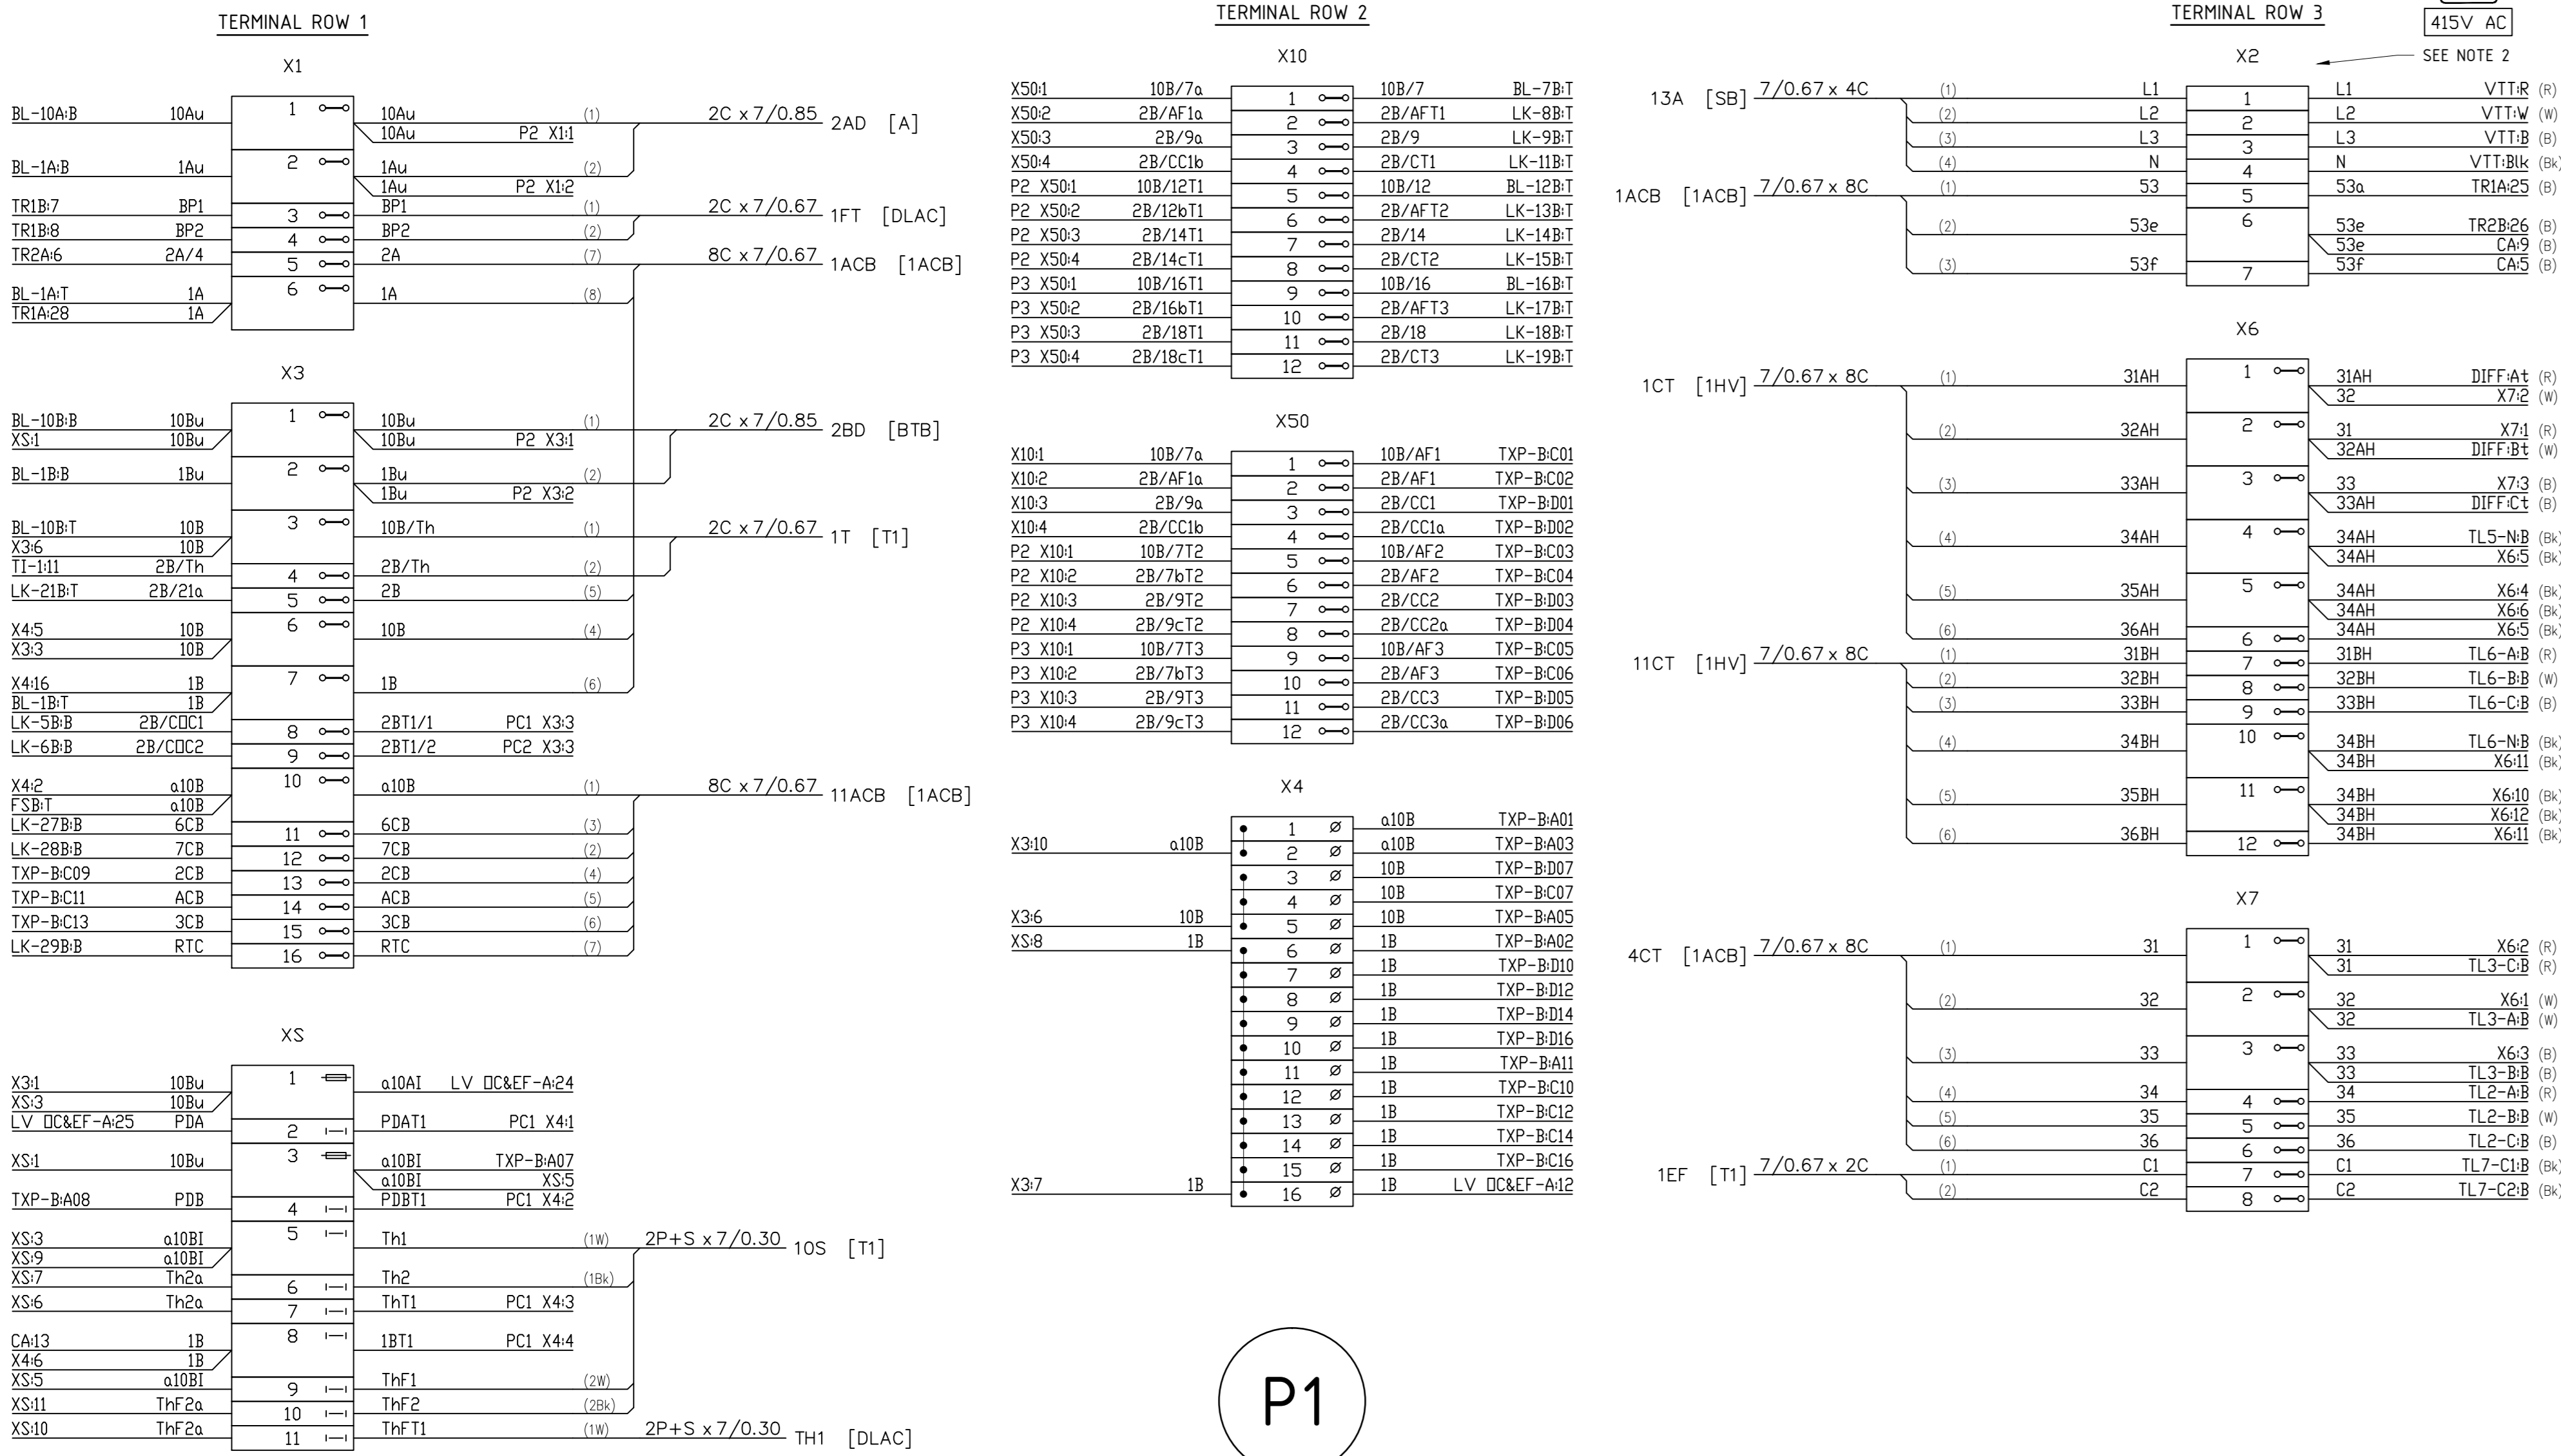 TERMINAL ROW 1
X1
BL-10A:B 10Au 1 10Au (1) 2C x 7/0.85 2AD [A]
10Au P2 X1:1
BL-1A:B 1Au 2 1Au (2)
1Au P2 X1:2
TR1B:7 BP1 3 BP1 (1) 2C x 7/0.67 1FT [DLAC]
TR1B:8 BP2 4 BP2 (2)
TR2A:6 2A/4 5 2A (7) 8C x 7/0.67 1ACB [1ACB]
BL-1A:T 1A 6 1A (8)
TR1A:28 1A
X3
BL-10B:B 10Bu 1 10Bu (1) 2C x 7/0.85 2BD [BTB]
XS:1 10Bu 10Bu P2 X3:1
BL-1B:B 1Bu 2 1Bu (2)
1Bu P2 X3:2
BL-10B:T 10B 3 10B/Th (1) 2C x 7/0.67 1T [T1]
X3:6 10B
TI-1:11 2B/Th 4 2B/Th (2)
LK-21B:T 2B/21a 5 2B (5)
X4:5 10B 6 10B (4)
X3:3 10B
X4:16 1B 7 1B (6)
BL-1B:T 1B
LK-5B:B 2B/C□C1 8 2BT1/1 PC1 X3:3
LK-6B:B 2B/C□C2 9 2BT1/2 PC2 X3:3
X4:2 a10B 10 a10B (1) 8C x 7/0.67 11ACB [1ACB]
FSB:T a10B
LK-27B:B 6CB 11 6CB (3)
LK-28B:B 7CB 12 7CB (2)
TXP-B:C09 2CB 13 2CB (4)
TXP-B:C11 ACB 14 ACB (5)
TXP-B:C13 3CB 15 3CB (6)
LK-29B:B RTC 16 RTC (7)
XS
X3:1 10Bu 1 a10AI LV □C&EF-A:24
XS:3 10Bu
LV □C&EF-A:25 PDA 2 PDAT1 PC1 X4:1
XS:1 10Bu 3 a10BI TXP-B:A07
a10BI XS:5
TXP-B:A08 PDB 4 PDBT1 PC1 X4:2
XS:3 a10BI 5 Th1 (1W) 2P+S x 7/0.30 10S [T1]
XS:9 a10BI
XS:7 Th2a 6 Th2 (1Bk)
XS:6 Th2a 7 ThT1 PC1 X4:3
CA:13 1B 8 1BT1 PC1 X4:4
X4:6 1B
XS:5 a10BI 9 ThF1 (2W)
XS:11 ThF2a 10 ThF2 (2Bk)
XS:10 ThF2a 11 ThFT1 (1W) 2P+S x 7/0.30 TH1 [DLAC]
TERMINAL ROW 2
X10
X50:1 10B/7a 1 10B/7 BL-7B:T
X50:2 2B/AF1a 2 2B/AFT1 LK-8B:T
X50:3 2B/9a 3 2B/9 LK-9B:T
X50:4 2B/CC1b 4 2B/CT1 LK-11B:T
P2 X50:1 10B/12T1 5 10B/12 BL-12B:T
P2 X50:2 2B/12bT1 6 2B/AFT2 LK-13B:T
P2 X50:3 2B/14T1 7 2B/14 LK-14B:T
P2 X50:4 2B/14cT1 8 2B/CT2 LK-15B:T
P3 X50:1 10B/16T1 9 10B/16 BL-16B:T
P3 X50:2 2B/16bT1 10 2B/AFT3 LK-17B:T
P3 X50:3 2B/18T1 11 2B/18 LK-18B:T
P3 X50:4 2B/18cT1 12 2B/CT3 LK-19B:T
X50
X10:1 10B/7a 1 10B/AF1 TXP-B:C01
X10:2 2B/AF1a 2 2B/AF1 TXP-B:C02
X10:3 2B/9a 3 2B/CC1 TXP-B:D01
X10:4 2B/CC1b 4 2B/CC1a TXP-B:D02
P2 X10:1 10B/7T2 5 10B/AF2 TXP-B:C03
P2 X10:2 2B/7bT2 6 2B/AF2 TXP-B:C04
P2 X10:3 2B/9T2 7 2B/CC2 TXP-B:D03
P2 X10:4 2B/9cT2 8 2B/CC2a TXP-B:D04
P3 X10:1 10B/7T3 9 10B/AF3 TXP-B:C05
P3 X10:2 2B/7bT3 10 2B/AF3 TXP-B:C06
P3 X10:3 2B/9T3 11 2B/CC3 TXP-B:D05
P3 X10:4 2B/9cT3 12 2B/CC3a TXP-B:D06
X4
1 Ø a10B TXP-B:A01
X3:10 a10B 2 Ø a10B TXP-B:A03
3 Ø 10B TXP-B:D07
4 Ø 10B TXP-B:C07
X3:6 10B 5 Ø 10B TXP-B:A05
XS:8 1B 6 Ø 1B TXP-B:A02
7 Ø 1B TXP-B:D10
8 Ø 1B TXP-B:D12
9 Ø 1B TXP-B:D14
10 Ø 1B TXP-B:D16
11 Ø 1B TXP-B:A11
12 Ø 1B TXP-B:C10
13 Ø 1B TXP-B:C12
14 Ø 1B TXP-B:C14
15 Ø 1B TXP-B:C16
X3:7 1B 16 Ø 1B LV □C&EF-A:12
P1
TERMINAL ROW 3
415V AC
X2
SEE NOTE 2
13A [SB] 7/0.67 x 4C (1) L1 1 L1 VTT:R (R)
(2) L2 2 L2 VTT:W (W)
(3) L3 3 L3 VTT:B (B)
(4) N 4 N VTT:Blk (Bk)
1ACB [1ACB] 7/0.67 x 8C (1) 53 5 53a TR1A:25 (B)
(2) 53e 6 53e TR2B:26 (B)
53e CA:9 (B)
(3) 53f 7 53f CA:5 (B)
X6
1CT [1HV] 7/0.67 x 8C (1) 31AH 1 31AH DIFF:At (R)
32 X7:2 (W)
(2) 32AH 2 31 X7:1 (R)
32AH DIFF:Bt (W)
(3) 33AH 3 33 X7:3 (B)
33AH DIFF:Ct (B)
(4) 34AH 4 34AH TL5-N:B (Bk)
34AH X6:5 (Bk)
(5) 35AH 5 34AH X6:4 (Bk)
34AH X6:6 (Bk)
(6) 36AH 6 34AH X6:5 (Bk)
11CT [1HV] 7/0.67 x 8C (1) 31BH 7 31BH TL6-A:B (R)
(2) 32BH 8 32BH TL6-B:B (W)
(3) 33BH 9 33BH TL6-C:B (B)
(4) 34BH 10 34BH TL6-N:B (Bk)
34BH X6:11 (Bk)
(5) 35BH 11 34BH X6:10 (Bk)
34BH X6:12 (Bk)
(6) 36BH 12 34BH X6:11 (Bk)
X7
4CT [1ACB] 7/0.67 x 8C (1) 31 1 31 X6:2 (R)
31 TL3-C:B (R)
(2) 32 2 32 X6:1 (W)
32 TL3-A:B (W)
(3) 33 3 33 X6:3 (B)
33 TL3-B:B (B)
(4) 34 4 34 TL2-A:B (R)
(5) 35 5 35 TL2-B:B (W)
(6) 36 6 36 TL2-C:B (B)
1EF [T1] 7/0.67 x 2C (1) C1 7 C1 TL7-C1:B (Bk)
(2) C2 8 C2 TL7-C2:B (Bk)